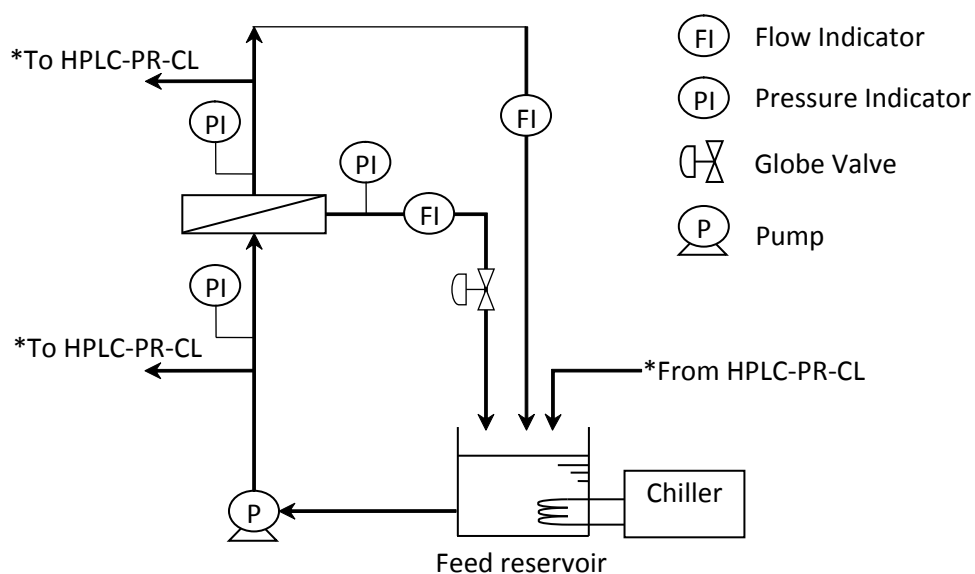 *To HPLC-PR-CL
FI
Flow Indicator
PI
Pressure Indicator
FI
PI
PI
Globe Valve
FI
P
Pump
PI
*To HPLC-PR-CL
*From HPLC-PR-CL
Chiller
P
Feed reservoir